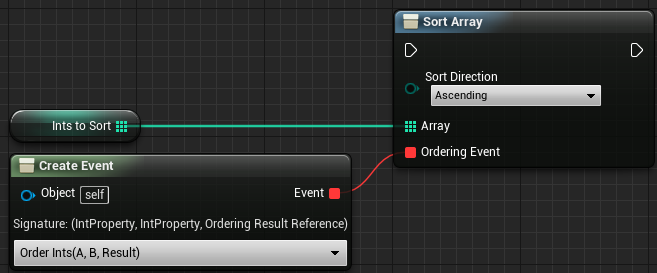 Sort Array
Sort Direction
Ascending
Ints to Sort
Array
Ordering Event
Create Event
Object self
Event
Signature: (IntProperty, IntProperty, Ordering Result Reference)
Order Ints(A, B, Result)